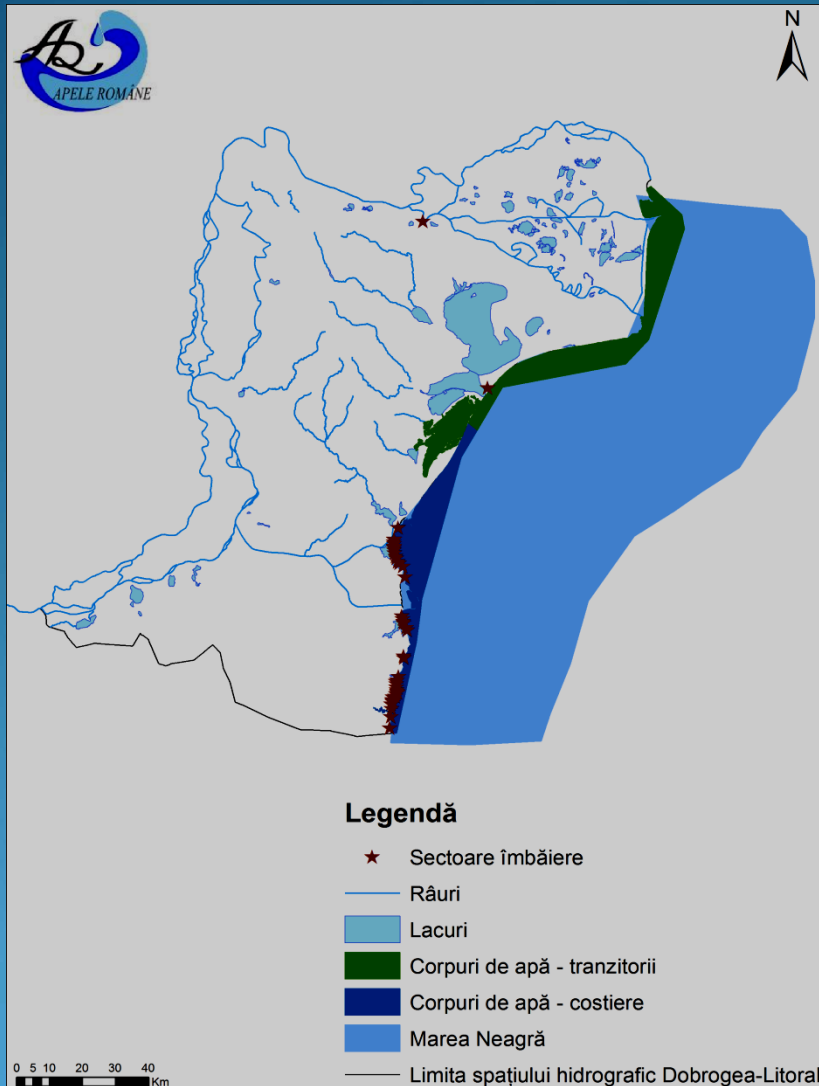 N
APELE ROMÂNE
Legendă
Sectoare îmbăiere
Râuri
Lacuri
Corpuri de apă - tranzitorii
Corpuri de apă - costiere
Marea Neagră
Limita spațiului hidrografic Dobrogea-Litoral
0 5 10 20 30 40
Km